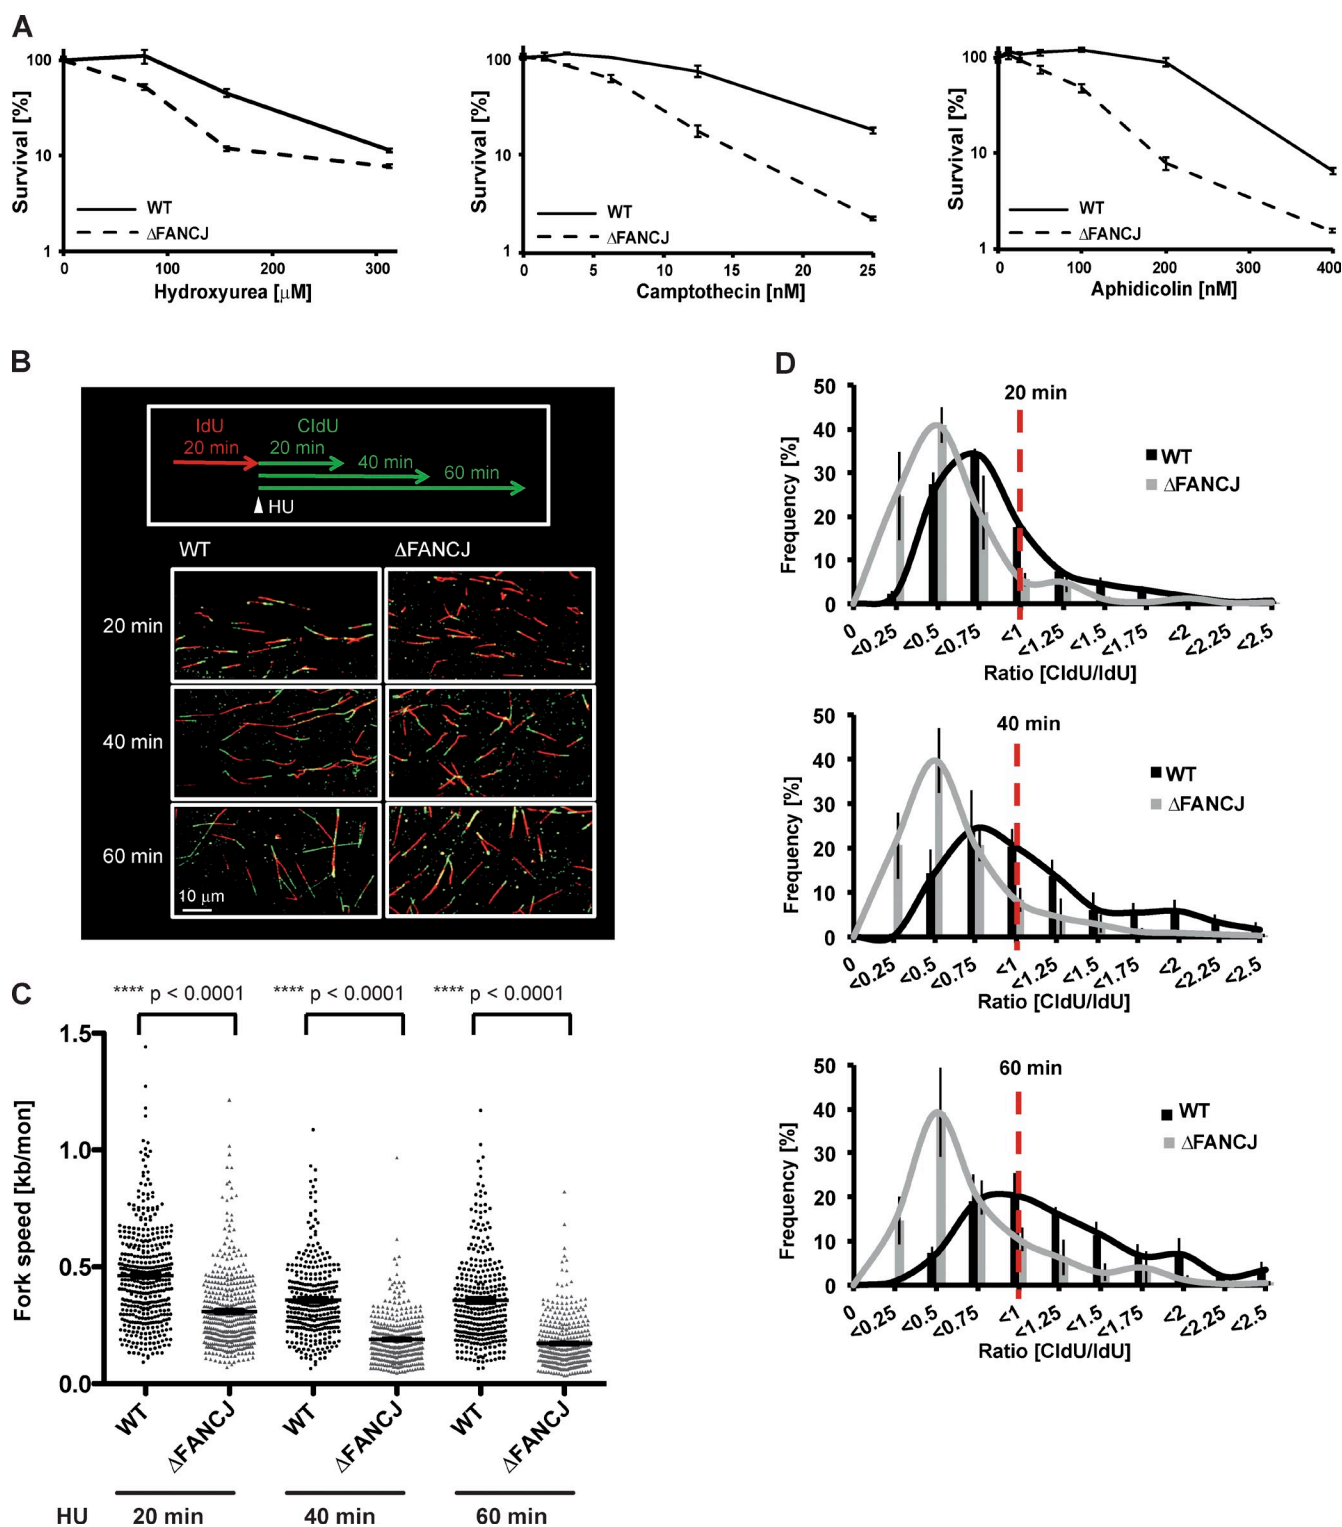 A
100
10
1
Survival [%]
WT
ΔFANCJ
0 100 200 300
Hydroxyurea [μM]
100
10
1
Survival [%]
WT
ΔFANCJ
0 5 10 15 20 25
Camptothecin [nM]
100
10
1
Survival [%]
WT
ΔFANCJ
0 100 200 300 400
Aphidicolin [nM]
B
IdU CldU
20 min 20 min
40 min
60 min
HU
WT ΔFANCJ
20 min
40 min
60 min
10 μm
C
**** p < 0.0001 **** p < 0.0001 **** p < 0.0001
1.5
1.0
0.5
0.0
Fork speed [kb/mon]
WT ΔFANCJ WT ΔFANCJ WT ΔFANCJ
HU 20 min 40 min 60 min
D
20 min
50
40
30
20
10
0
Frequency [%]
WT
ΔFANCJ
0 <0.25 <0.5 <0.75 <1 <1.25 <1.5 <1.75 <2 <2.25 <2.5
Ratio [CldU/IdU]
40 min
50
40
30
20
10
0
Frequency [%]
WT
ΔFANCJ
0 <0.25 <0.5 <0.75 <1 <1.25 <1.5 <1.75 <2 <2.25 <2.5
Ratio [CldU/IdU]
60 min
50
40
30
20
10
0
Frequency [%]
WT
ΔFANCJ
0 <0.25 <0.5 <0.75 <1 <1.25 <1.5 <1.75 <2 <2.25 <2.5
Ratio [CldU/IdU]